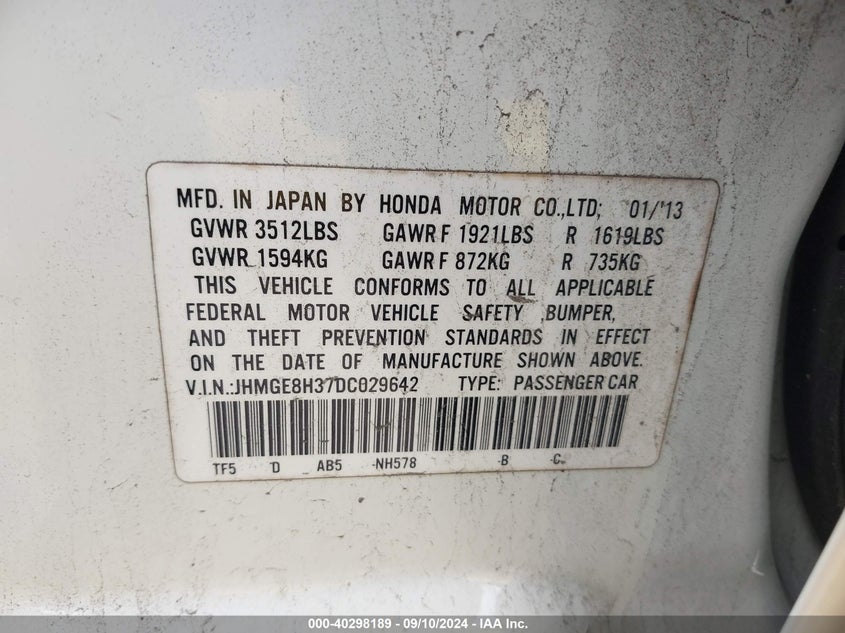 MFD. IN JAPAN BY HONDA MOTOR CO.,LTD; 01/'13
GVWR 3512LBS GAWR F 1921LBS R 1619LBS
GVWR 1594KG GAWR F 872KG R 735KG
THIS VEHICLE CONFORMS TO ALL APPLICABLE
FEDERAL MOTOR VEHICLE SAFETY ,BUMPER,
AND THEFT PREVENTION STANDARDS IN EFFECT
ON THE DATE OF MANUFACTURE SHOWN ABOVE.
V.I.N.:JHMGE8H37DC029642 TYPE: PASSENGER CAR
TF5 D AB5 -NH578 -B -C
000-40298189 - 09/10/2024 - IAA Inc.